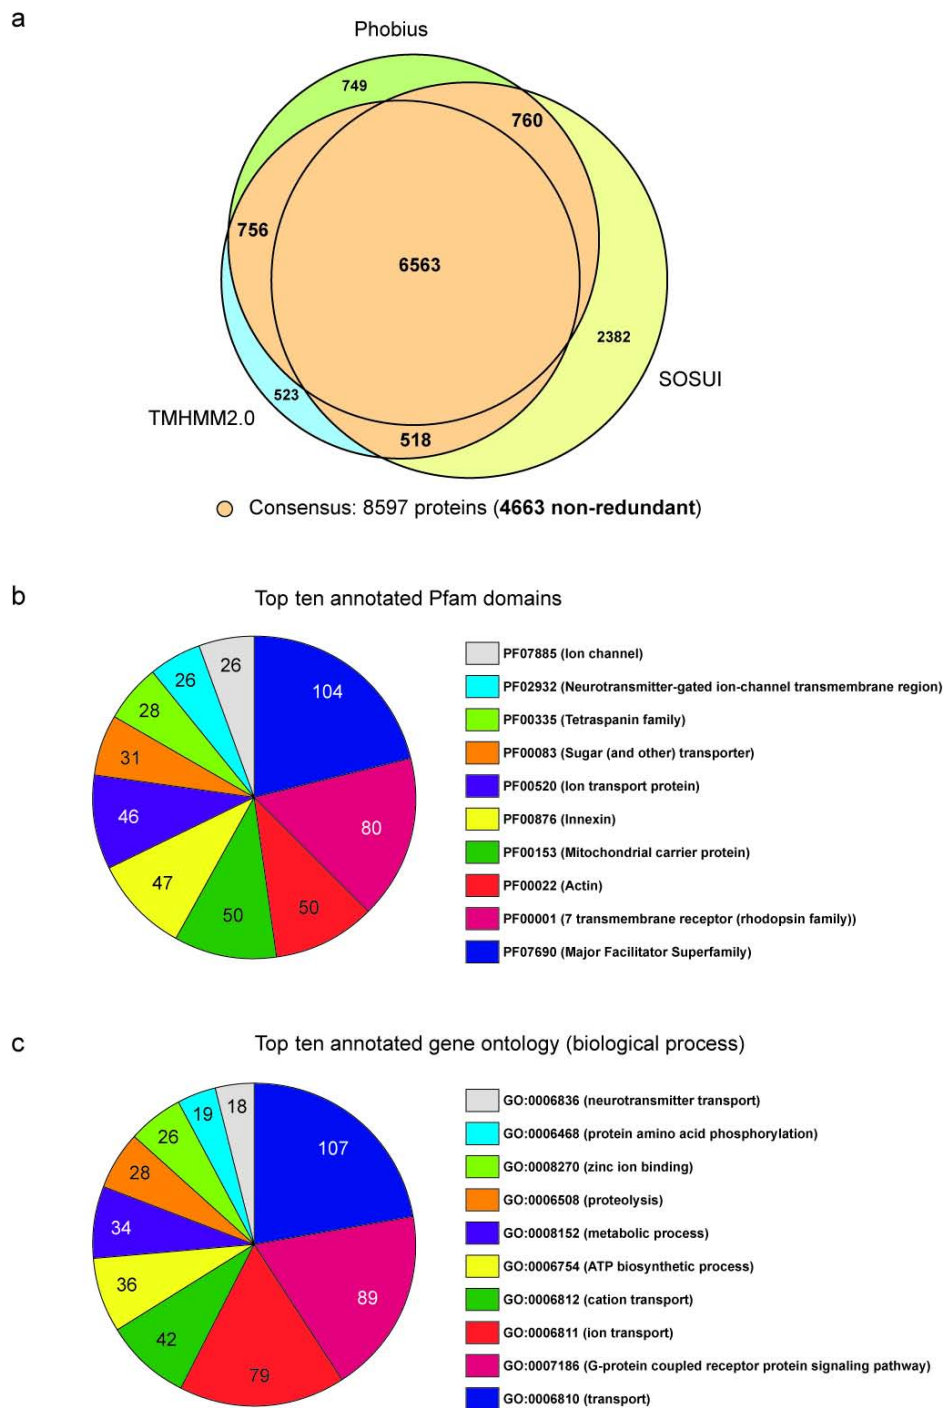 a
Phobius
749
760
756
6563
2382
SOSUI
523
TMHMM2.0
518
Consensus: 8597 proteins (4663 non-redundant)
b
Top ten annotated Pfam domains
26
104
26
28
31
80
46
47
50
50
PF07885 (Ion channel)
PF02932 (Neurotransmitter-gated ion-channel transmembrane region)
PF00335 (Tetraspanin family)
PF00083 (Sugar (and other) transporter)
PF00520 (Ion transport protein)
PF00876 (Innexin)
PF00153 (Mitochondrial carrier protein)
PF00022 (Actin)
PF00001 (7 transmembrane receptor (rhodopsin family))
PF07690 (Major Facilitator Superfamily)
c
Top ten annotated gene ontology (biological process)
18
19
107
26
28
34
36
89
42
79
GO:0006836 (neurotransmitter transport)
GO:0006468 (protein amino acid phosphorylation)
GO:0008270 (zinc ion binding)
GO:0006508 (proteolysis)
GO:0008152 (metabolic process)
GO:0006754 (ATP biosynthetic process)
GO:0006812 (cation transport)
GO:0006811 (ion transport)
GO:0007186 (G-protein coupled receptor protein signaling pathway)
GO:0006810 (transport)